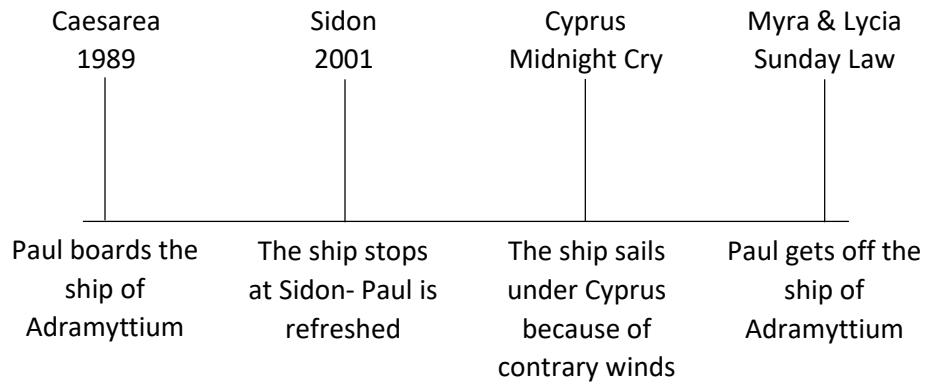 Caesarea
1989
Sidon
2001
Cyprus
Midnight Cry
Myra & Lycia
Sunday Law
Paul boards the
ship of
Adramyttium
The ship stops
at Sidon- Paul is
refreshed
The ship sails
under Cyprus
because of
contrary winds
Paul gets off the
ship of
Adramyttium